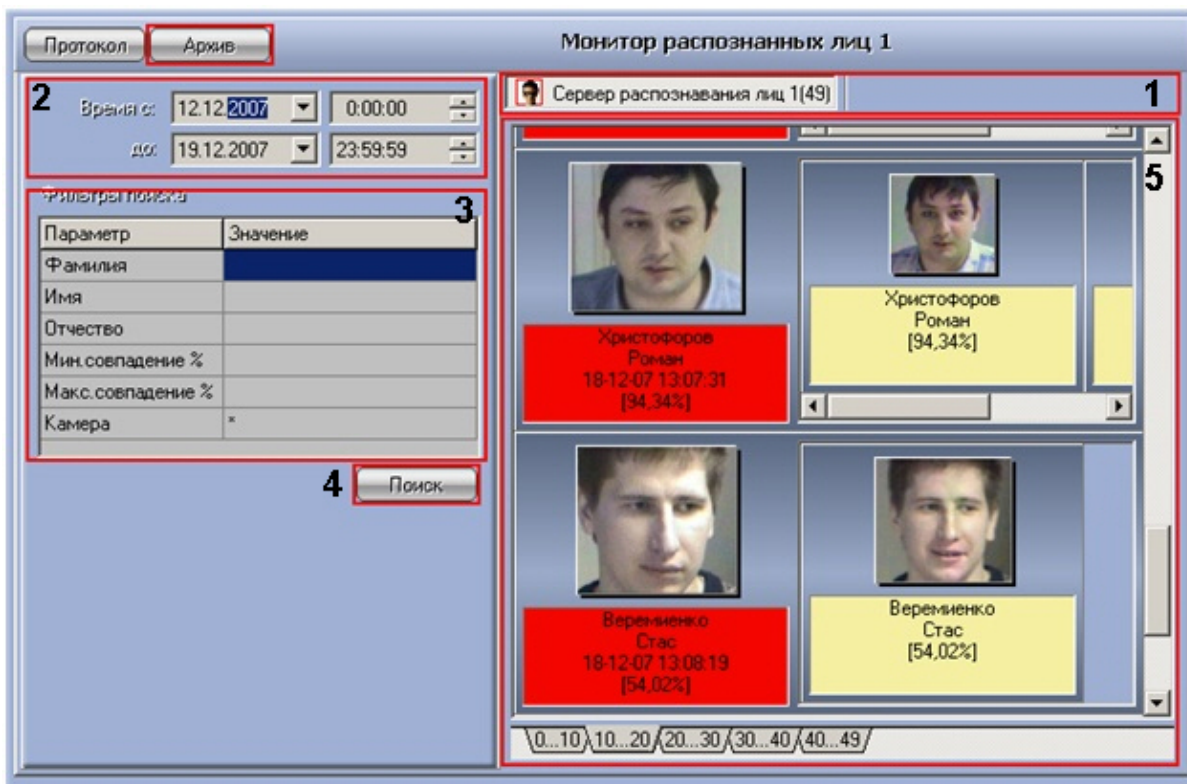 Протокол
Архив
Монитор распознанных лиц 1
2
Время с: 12.12.2007 0:00:00
до: 19.12.2007 23:59:59
Фильтры поиска
3
Параметр Значение
Фамилия
Имя
Отчество
Мин.совпадение %
Макс.совпадение %
Камера *
4
Поиск
Сервер распознавания лиц 1(49)
1
5
Христофоров
Роман
18-12-07 13:07:31
[94,34%]
Христофоров
Роман
[94,34%]
Веремиенко
Стас
18-12-07 13:08:19
[54,02%]
Веремиенко
Стас
[54,02%]
0...10 10...20 20...30 30...40 40...49